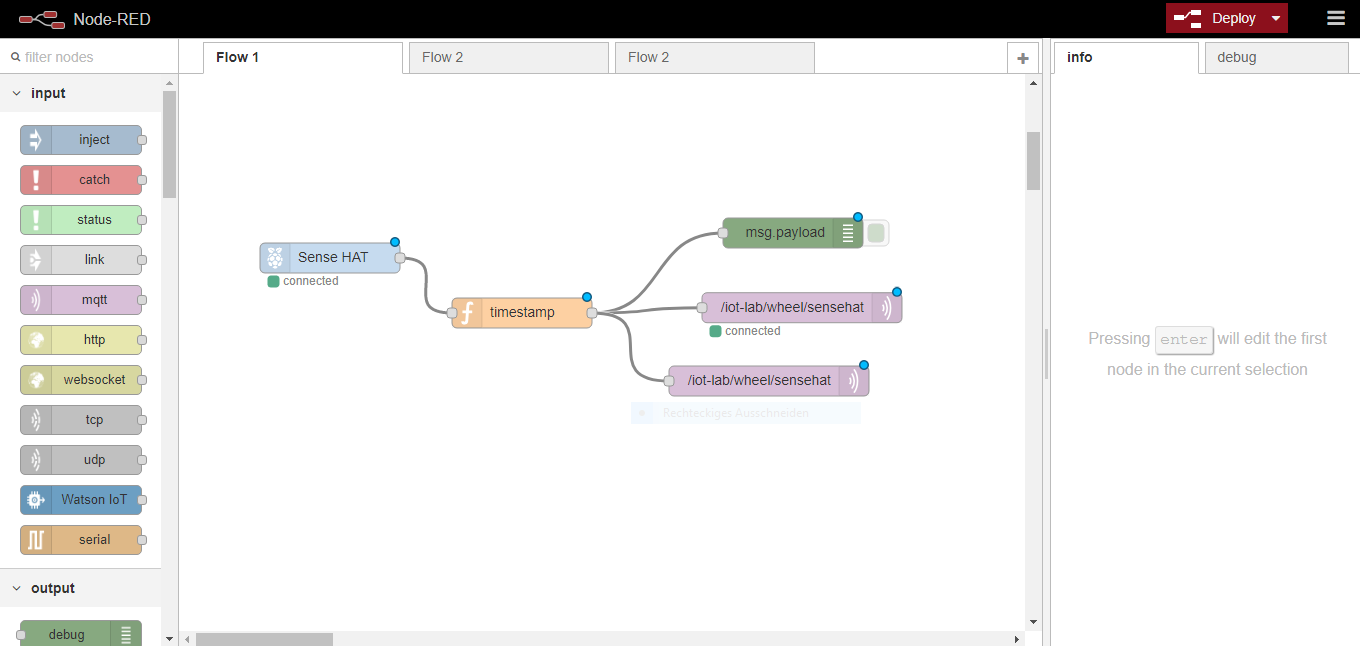 Node-RED
Deploy
filter nodes
Flow 1
Flow 2
Flow 2
+
info
debug
input
inject
catch
status
link
mqtt
http
websocket
tcp
udp
Watson IoT
serial
output
debug
Sense HAT
connected
f timestamp
msg.payload
/iot-lab/wheel/sensehat
connected
/iot-lab/wheel/sensehat
Rechteckiges Ausschneiden
Pressing enter will edit the first
node in the current selection